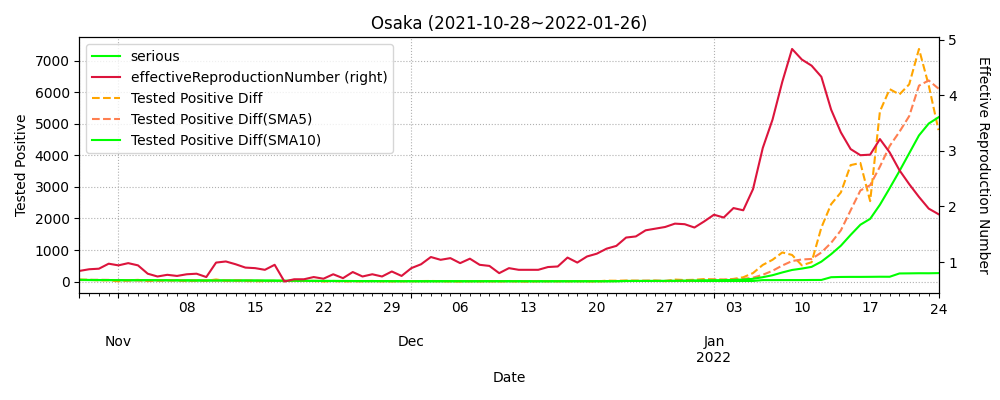 Osaka (2021-10-28~2022-01-26)
serious
effectiveReproductionNumber (right)
Tested Positive Diff
Tested Positive Diff(SMA5)
Tested Positive Diff(SMA10)
Tested Positive
7000
6000
5000
4000
3000
2000
1000
0
5
4
3
2
1
Effective Reproduction Number
08 15 22 29 06 13 20 27 03 10 17 24
Nov Dec Jan
2022
Date